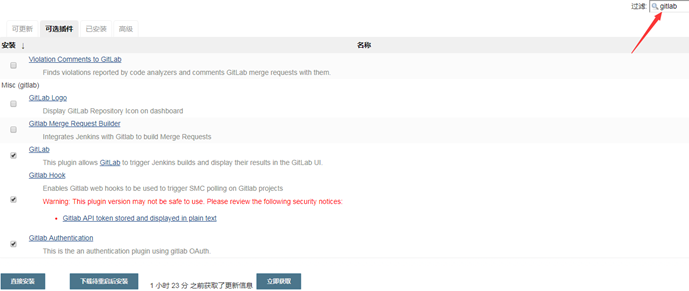 过滤: gitlab
可更新 可选插件 已安装 高级
安装 ↓ 名称
Violation Comments to GitLab
Finds violations reported by code analyzers and comments GitLab merge requests with them.
Misc (gitlab)
GitLab Logo
Display GitLab Repository Icon on dashboard
Gitlab Merge Request Builder
Integrates Jenkins with Gitlab to build Merge Requests
GitLab
This plugin allows GitLab to trigger Jenkins builds and display their results in the GitLab UI.
Gitlab Hook
Enables Gitlab web hooks to be used to trigger SMC polling on Gitlab projects
Warning: This plugin version may not be safe to use. Please review the following security notices:
• Gitlab API token stored and displayed in plain text
Gitlab Authentication
This is the an authentication plugin using gitlab OAuth.
直接安装 下载待重启后安装 1 小时 23 分 之前获取了更新信息 立即获取